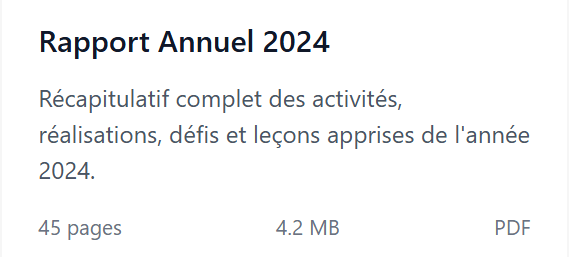 Rapport Annuel 2024
Récapitulatif complet des activités,
réalisations, défis et leçons apprises de l'année
2024.
45 pages 4.2 MB PDF